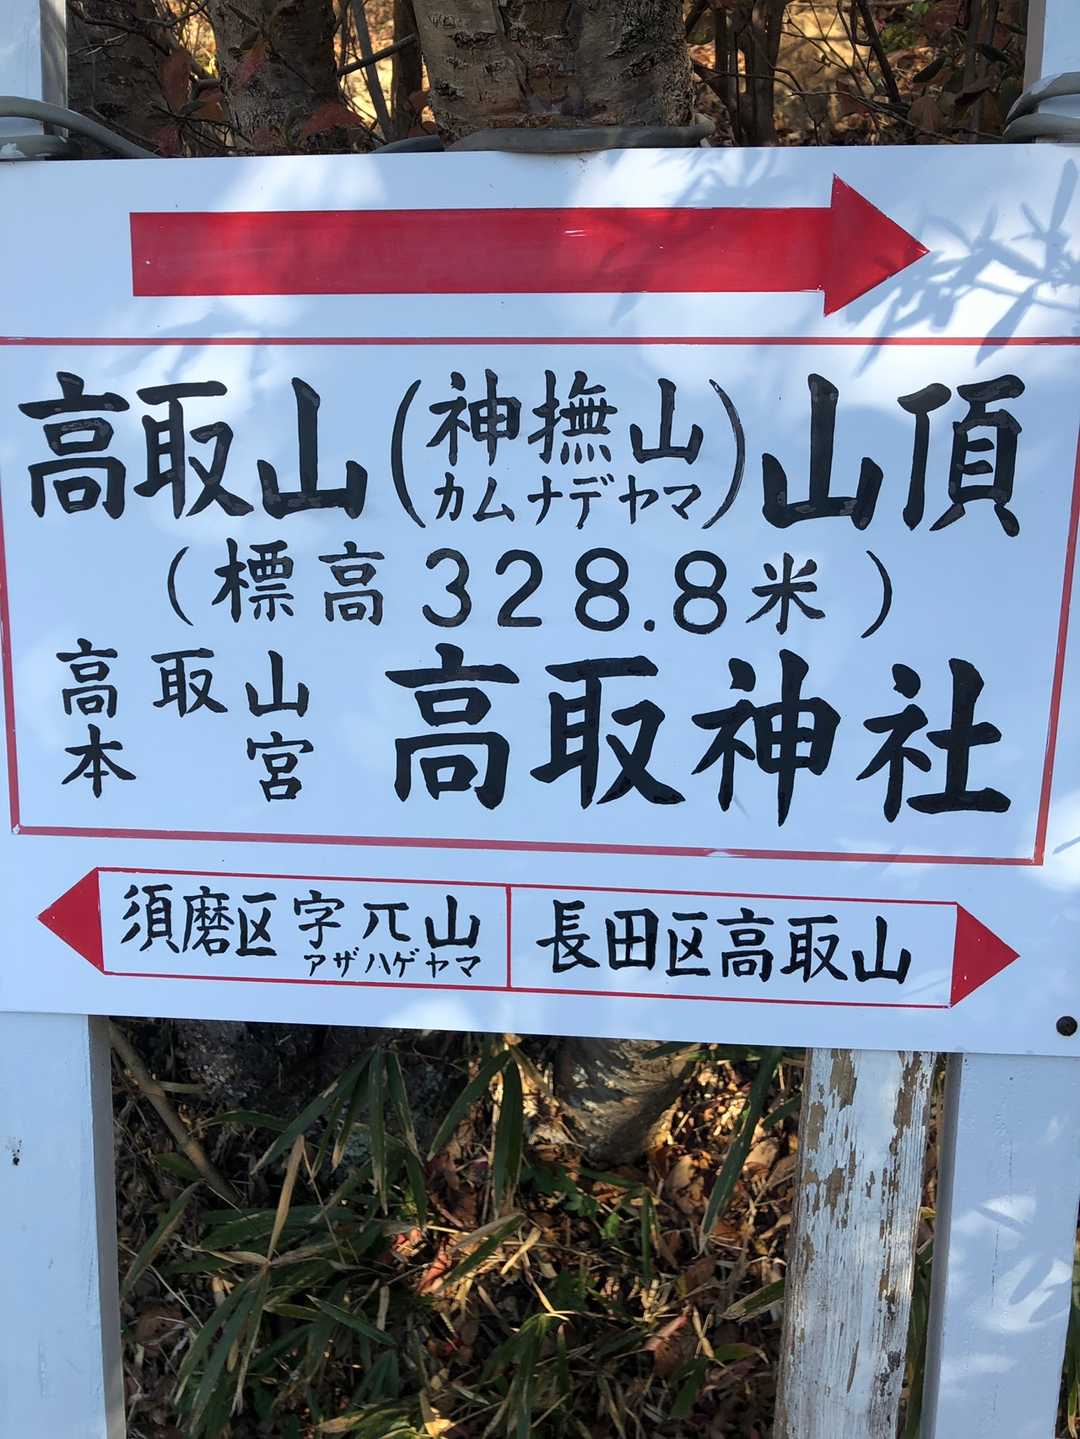 高取山(神撫山)山頂
カムナデヤマ
(標高328.8米)
高取山
本宮
高取神社
須磨区字兀山
アザハゲヤマ
長田区高取山